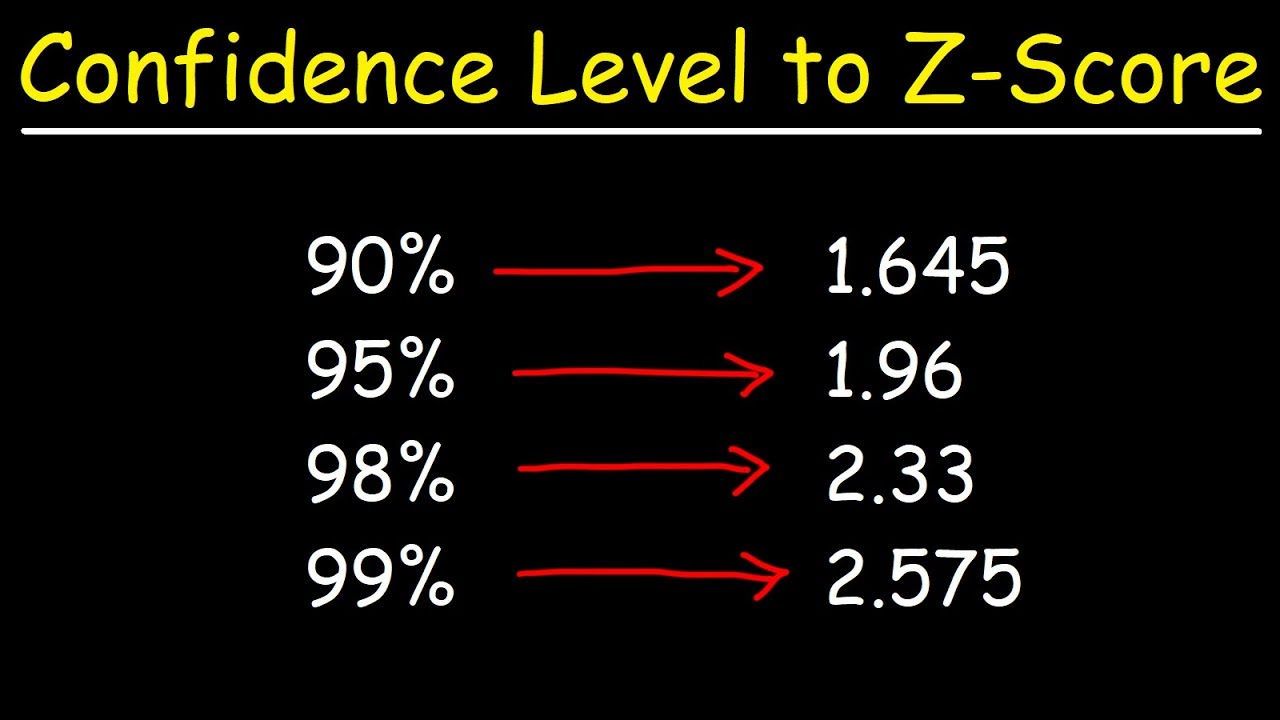 Confidence Level to Z-Score
90% 1.645
95% 1.96
98% 2.33
99% 2.575